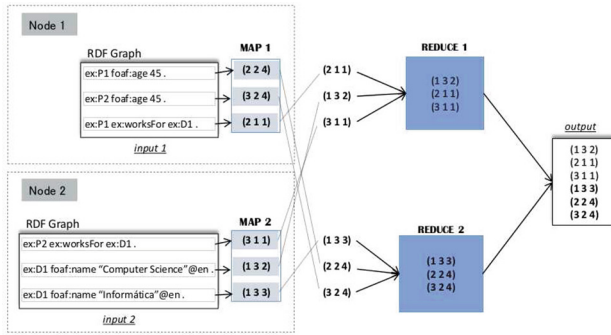 Node 1
RDF Graph
ex:P1 foaf:age 45 .
ex:P2 foaf:age 45 .
ex:P1 ex:worksFor ex:D1 .
input 1
MAP 1
(2 2 4)
(3 2 4)
(2 1 1)
Node 2
RDF Graph
ex:P2 ex:worksFor ex:D1 .
ex:D1 foaf:name "Computer Science"@en .
ex:D1 foaf:name "Informática"@en .
input 2
MAP 2
(3 1 1)
(1 3 2)
(1 3 3)
(2 1 1)
(1 3 2)
(3 1 1)
(1 3 3)
(2 2 4)
(3 2 4)
REDUCE 1
(1 3 2)
(2 1 1)
(3 1 1)
REDUCE 2
(1 3 3)
(2 2 4)
(3 2 4)
output
(1 3 2)
(2 1 1)
(3 1 1)
(1 3 3)
(2 2 4)
(3 2 4)